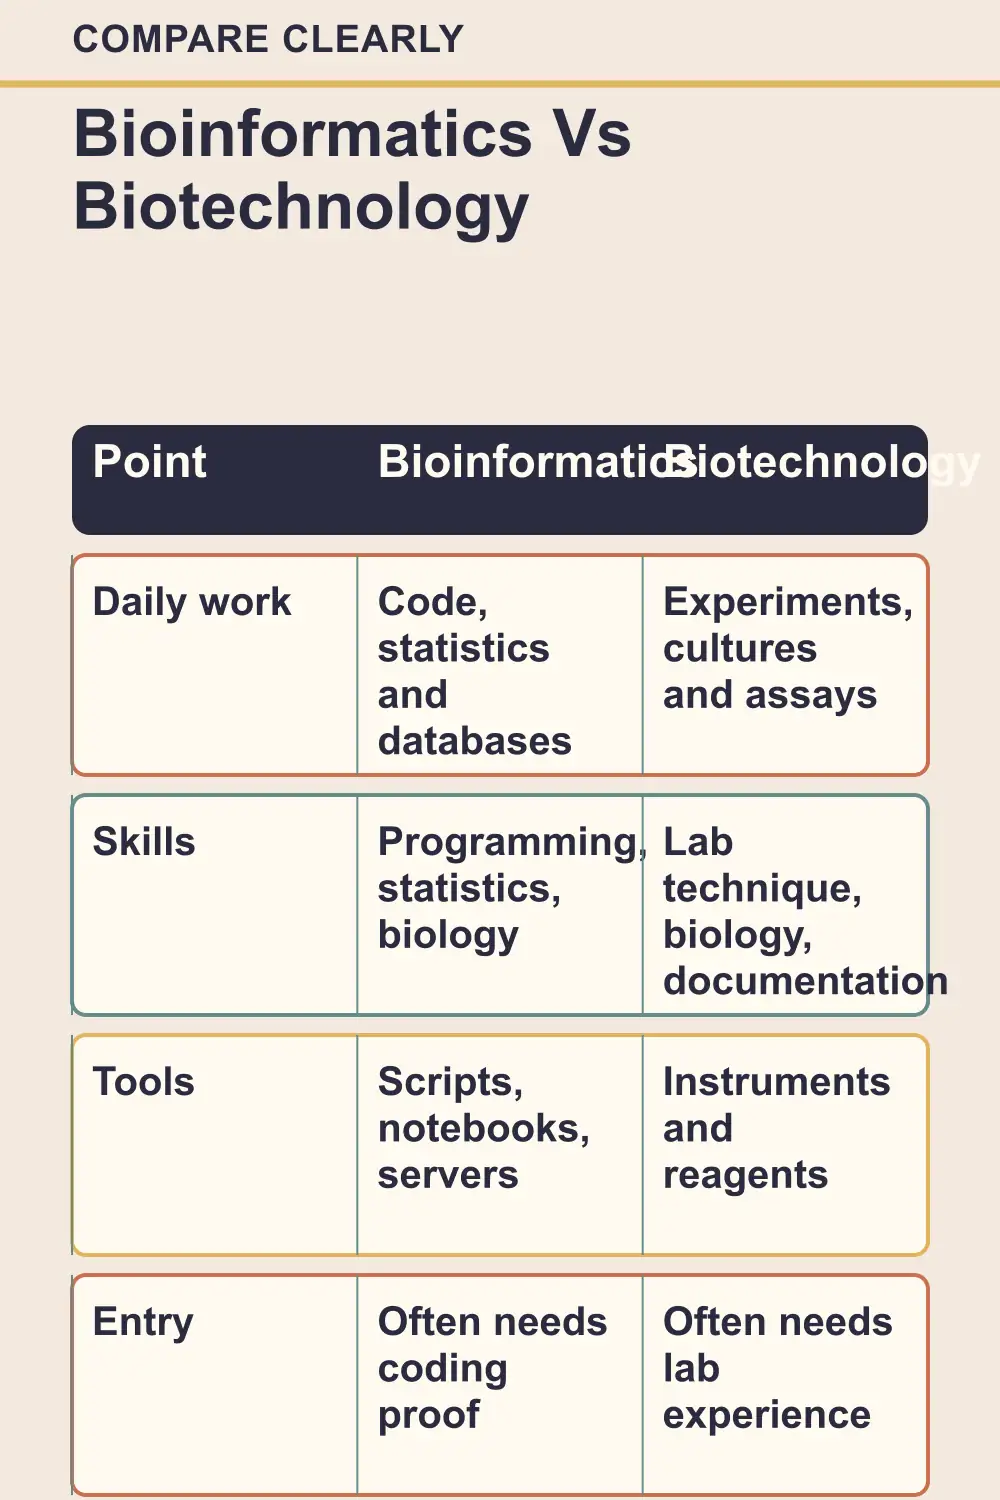 COMPARE CLEARLY
Bioinformatics Vs
Biotechnology
Point
Bioinformatics
Biotechnology
Daily work
Code,
statistics
and
databases
Experiments,
cultures
and assays
Skills
Programming,
statistics,
biology
Lab
technique,
biology,
documentation
Tools
Scripts,
notebooks,
servers
Instruments
and
reagents
Entry
Often needs
coding
proof
Often needs
lab
experience